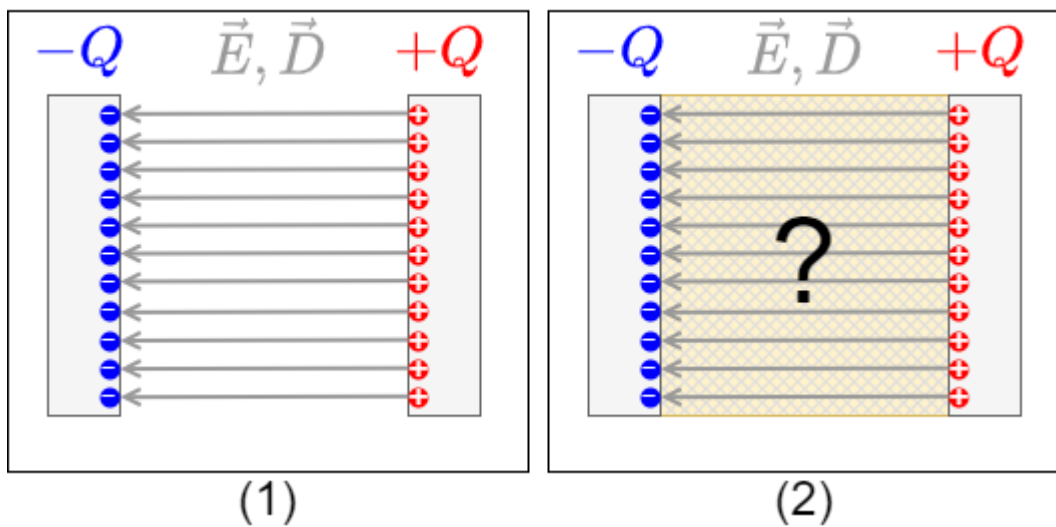 −Q E⃗, D⃗ +Q
−Q E⃗, D⃗ +Q
?
(1)
(2)